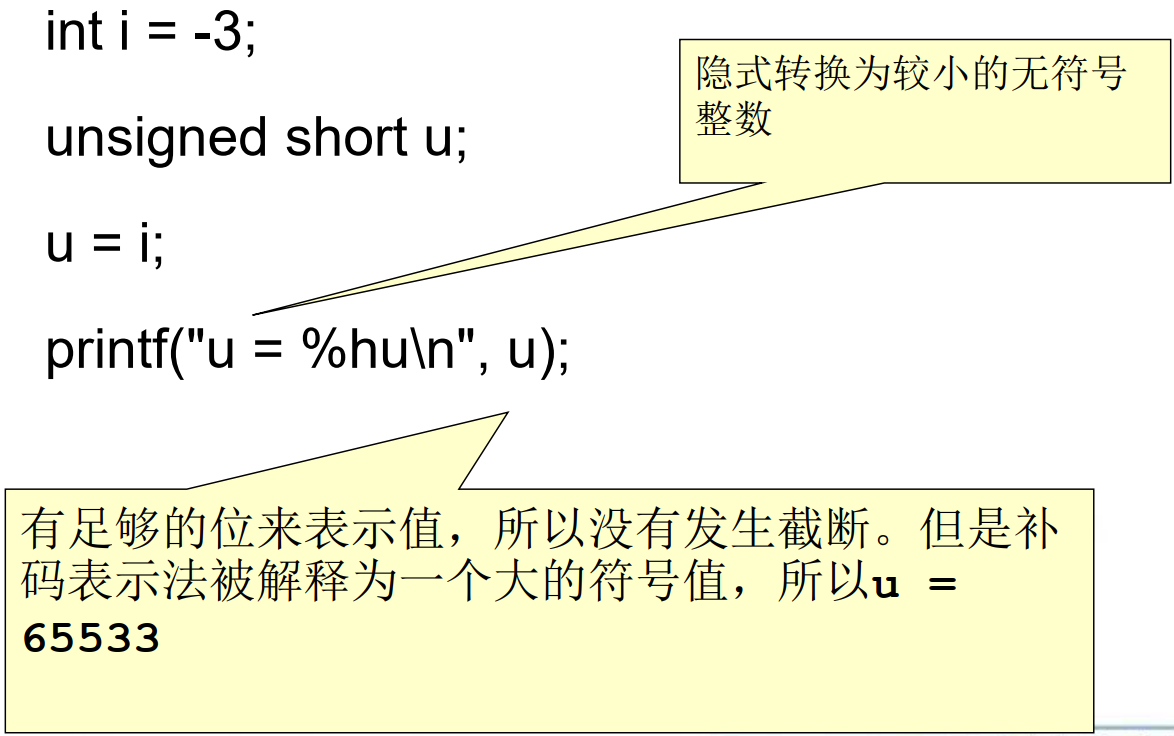 int i = -3;
隐式转换为较小的无符号
整数
unsigned short u;
u = i;
printf("u = %hu\n", u);
有足够的位来表示值，所以没有发生截断。但是补
码表示法被解释为一个大的符号值，所以u =
65533